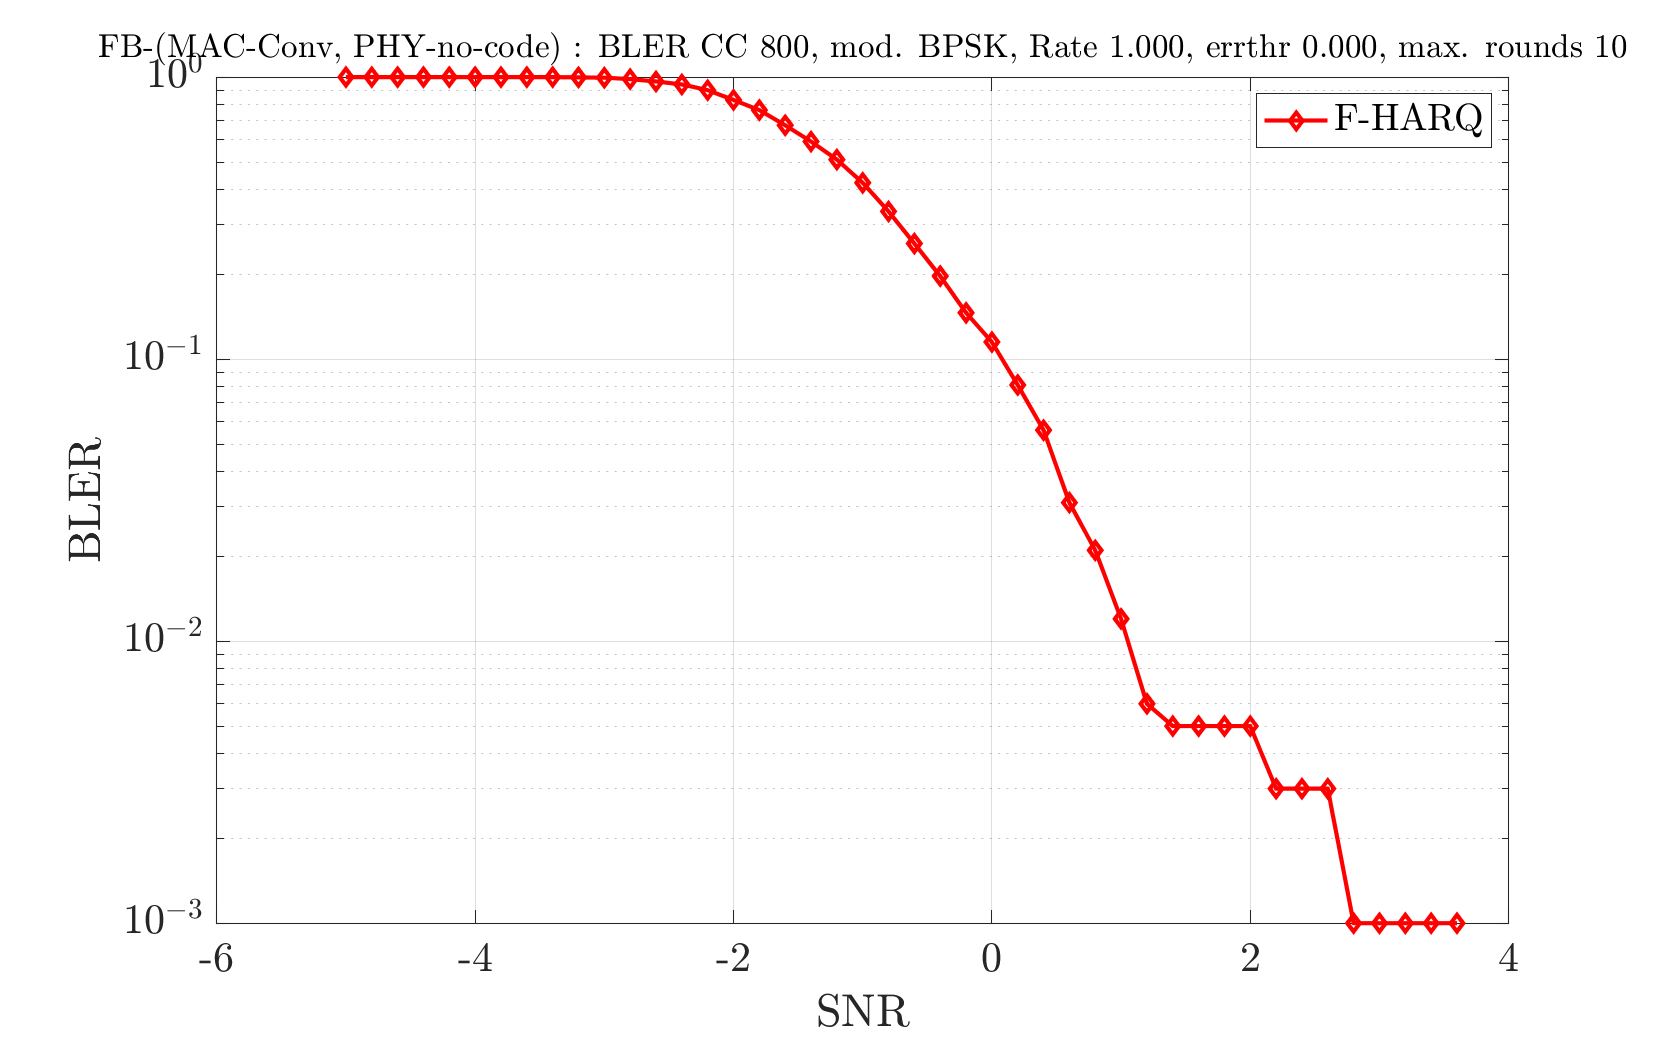 FB-(MAC-Conv, PHY-no-code) : BLER CC 800, mod. BPSK, Rate 1.000, errthr 0.000, max. rounds 10
10^0
F-HARQ
10^{-1}
BLER
10^{-2}
10^{-3}
-6 -4 -2 0 2 4
SNR